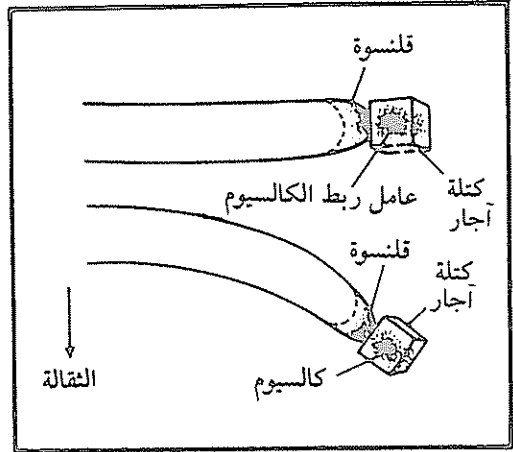 قلنسوة
كتلة
آجار
عامل ربط الكالسيوم
قلنسوة
كتلة
آجار
كالسيوم
الثقالة